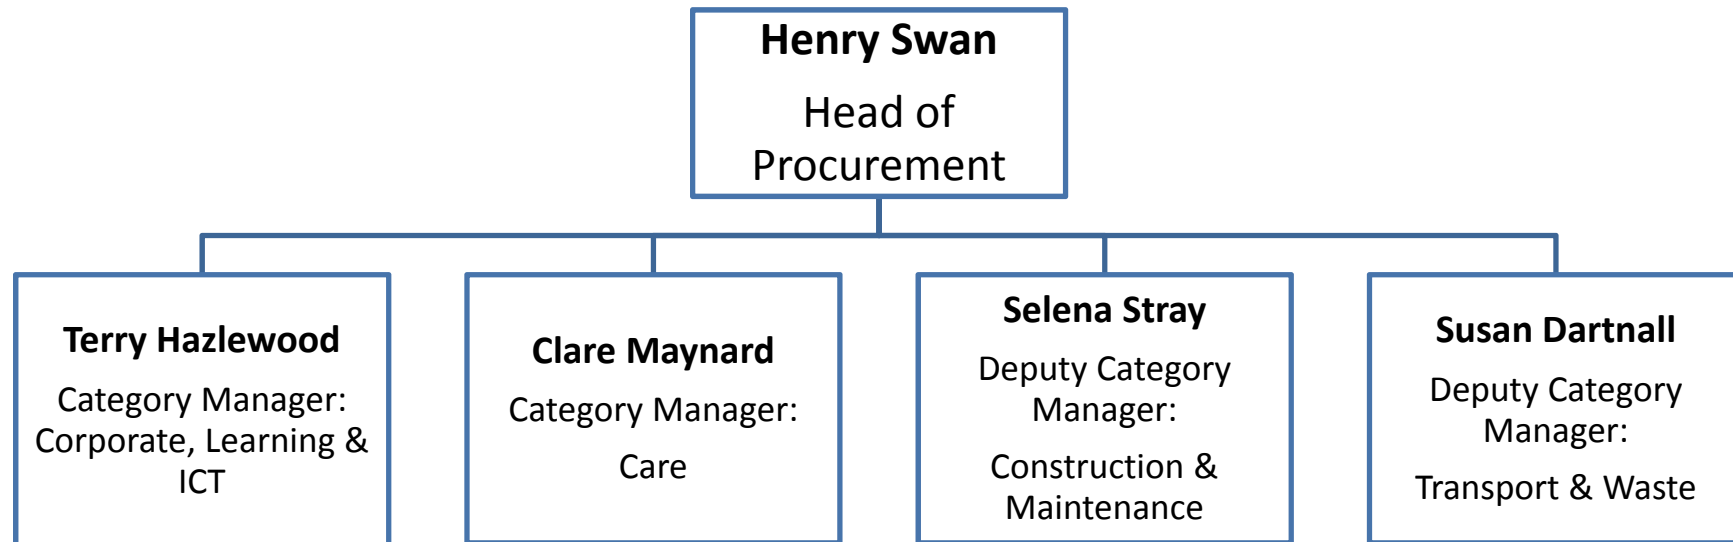 Henry Swan
Head of
Procurement
Terry Hazlewood
Category Manager:
Corporate, Learning &
ICT
Clare Maynard
Category Manager:
Care
Selena Stray
Deputy Category
Manager:
Construction &
Maintenance
Susan Dartnall
Deputy Category
Manager:
Transport & Waste